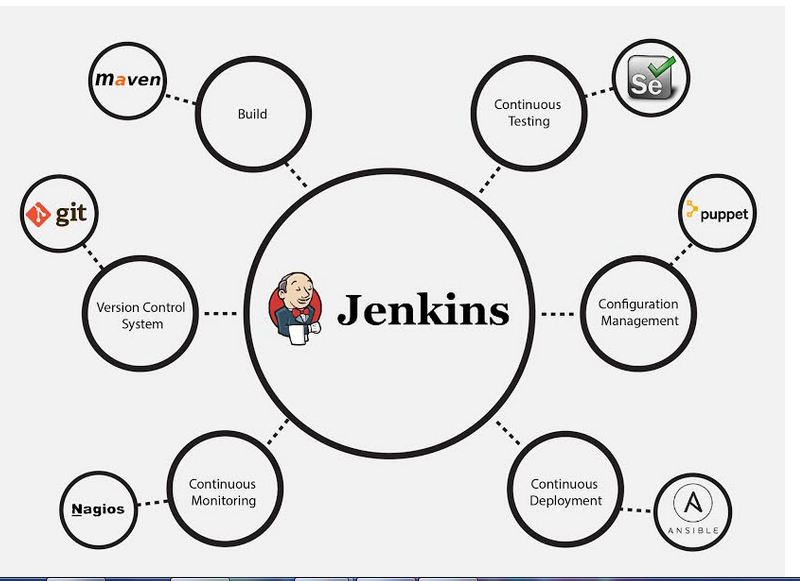 maven
Build
Continuous
Testing
Se
git
puppet
Version Control
System
Jenkins
Configuration
Management
Nagios
Continuous
Monitoring
Continuous
Deployment
A
ANSIBLE